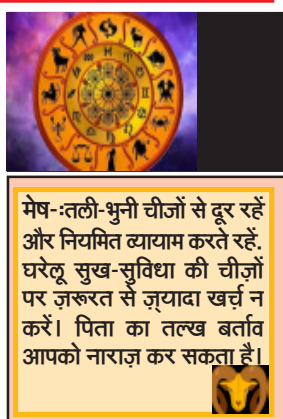 मेष-ःतली-भुनी चीजों से दूर रहें
और नियमित व्यायाम करते रहें.
घरेलू सुख-सुविधा की चीज़ों
पर ज़रूरत से ज़्यादा खर्च़ न
करें। पिता का तल्ख बर्ताव
आपको नाराज़ कर सकता है।